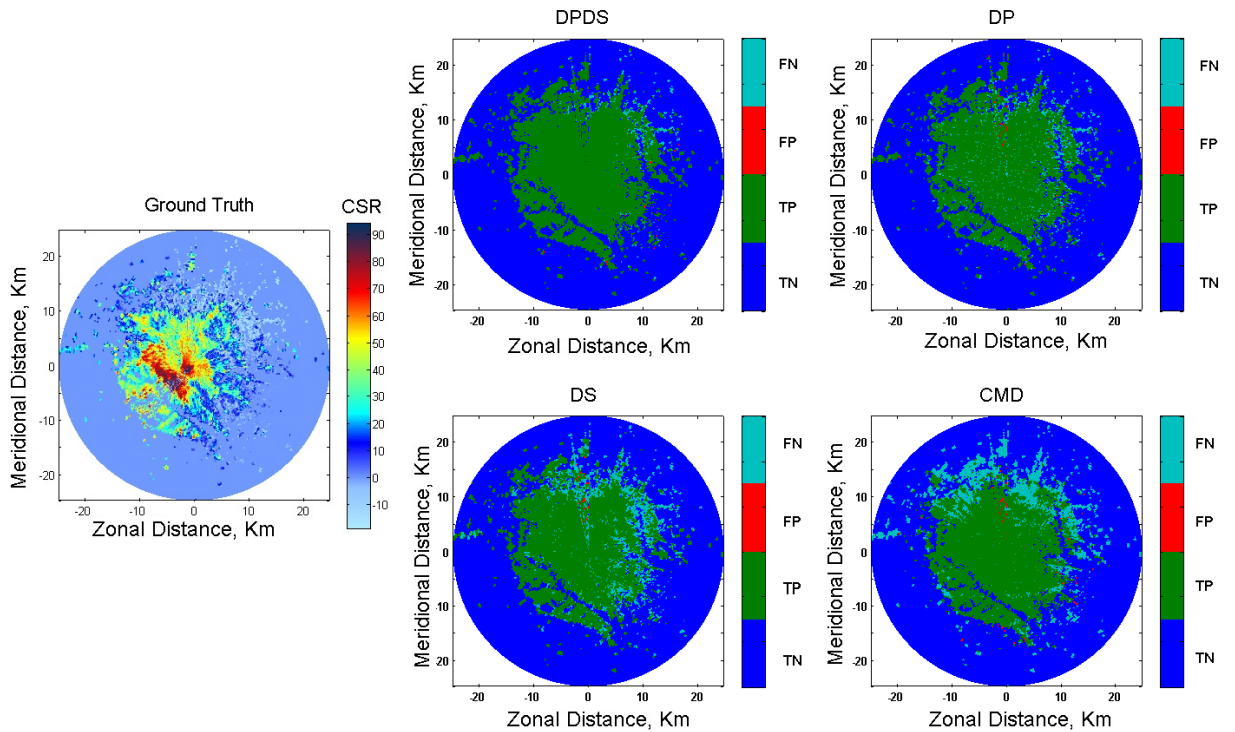 DPDS
20
10
0
-10
-20
-20
0
10
20
Meridional Distance, Km
Zonal Distance, Km
FN
FP
TP
TN
DP
20
10
0
-10
-20
-20
-10
0
10
20
Meridional Distance, Km
Zonal Distance, Km
FN
FP
TP
TN
Ground Truth
CSR
20
10
0
-10
-20
-20
-10
0
10
20
Meridional Distance, Km
Zonal Distance, Km
90
80
70
60
50
40
30
20
10
0
-10
DS
20
10
0
-10
20
-20
-10
0
10
20
Meridional Distance, Km
Zonal Distance, Km
FN
FP
TP
TN
CMD
20
10
0
-10
-20
-20
-10
0
10
20
Meridional Distance, Km
Zonal Distance, Km
FN
FP
TP
TN